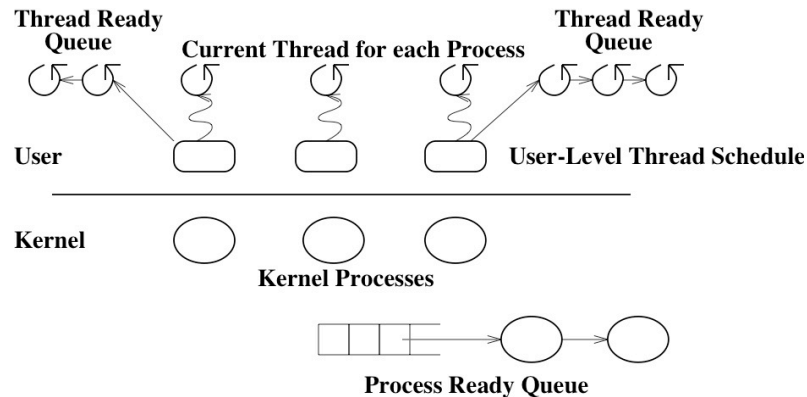 Thread Ready
Queue
Current Thread for each Process
Thread Ready
Queue
User
User-Level Thread Schedule
Kernel
Kernel Processes
Process Ready Queue